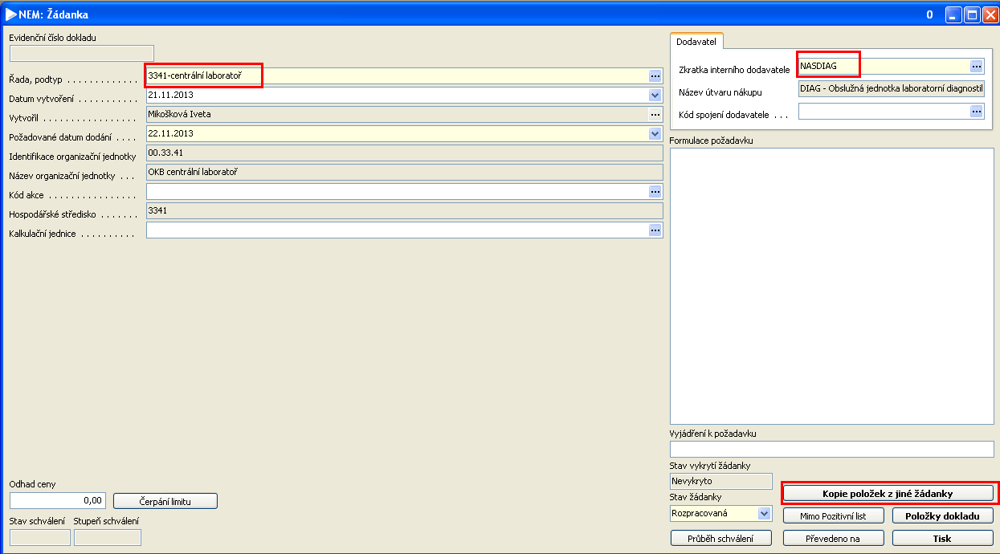 NEM: Žádanka
0
Evidenční číslo dokladu
Řada, podtyp . . . . . . . . . . . . . 3341-centrální laboratoř ...
Datum vytvoření . . . . . . . . . . . 21.11.2013
Vytvořil . . . . . . . . . . . . . . . . . Mikošková Iveta ...
Požadované datum dodání . . . . 22.11.2013
Identifikace organizační jednotky 00.33.41
Název organizační jednotky . . . OKB centrální laboratoř
Kód akce . . . . . . . . . . . . . . . . ...
Hospodářské středisko . . . . . . . 3341
Kalkulační jednice . . . . . . . . . . ...
Odhad ceny
0,00
Čerpání limitu
Stav schválení Stupeň schválení
Dodavatel
Zkratka interního dodavatele NASDIAG ...
Název útvaru nákupu DIAG - Obslužná jednotka laboratorní diagnostil
Kód spojení dodavatele . . . ...
Formulace požadavku
Vyjádření k požadavku
Stav vykrytí žádanky
Nevykryto
Kopie položek z jiné žádanky
Stav žádanky
Rozpracovaná
Mimo Pozitivní list
Položky dokladu
Průběh schválení
Převedeno na
Tisk